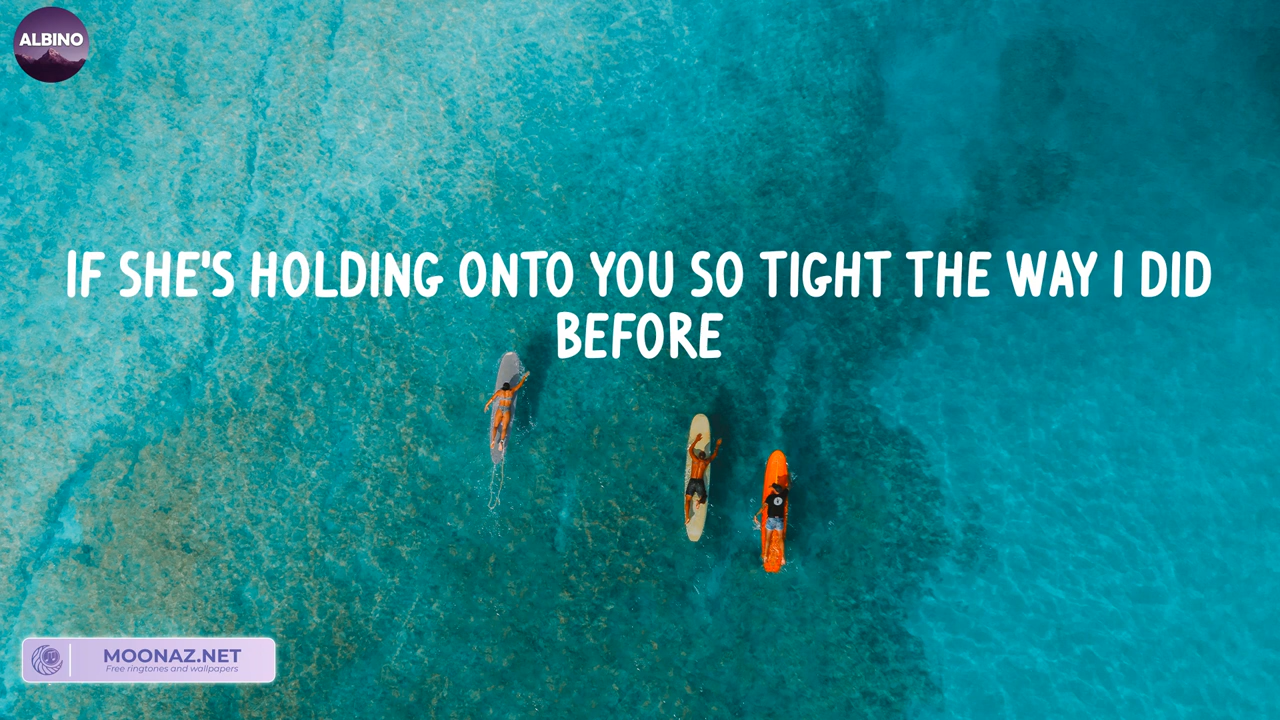 ALBINO
IF SHE'S HOLDING ONTO YOU SO TIGHT THE WAY I DID
BEFORE
MOONAZ.NET
Free ringtones and wallpapers